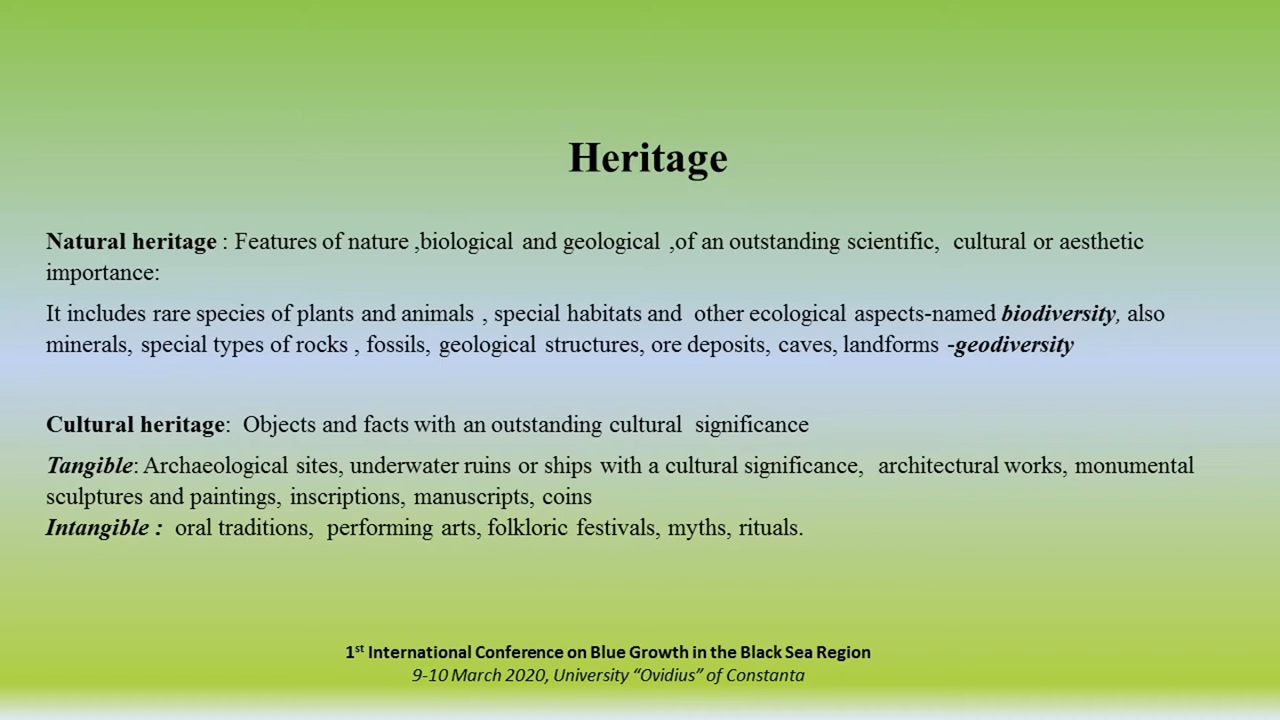 Heritage
Natural heritage : Features of nature ,biological and geological ,of an outstanding scientific, cultural or aesthetic
importance:
It includes rare species of plants and animals , special habitats and other ecological aspects-named biodiversity, also
minerals, special types of rocks , fossils, geological structures, ore deposits, caves, landforms -geodiversity
Cultural heritage: Objects and facts with an outstanding cultural significance
Tangible: Archaeological sites, underwater ruins or ships with a cultural significance, architectural works, monumental
sculptures and paintings, inscriptions, manuscripts, coins
Intangible : oral traditions, performing arts, folkloric festivals, myths, rituals.
1st International Conference on Blue Growth in the Black Sea Region
9-10 March 2020, University “Ovidius” of Constanta